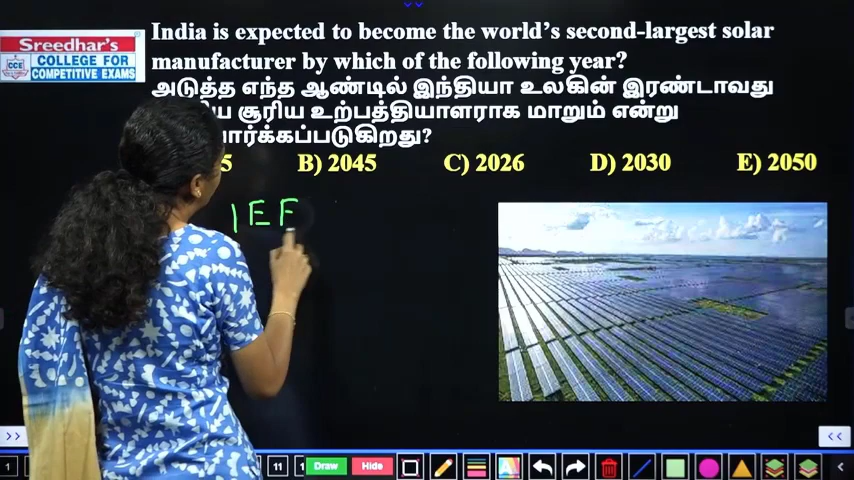 India is expected to become the world's second-largest solar
Sreedhar's
CCE
COLLEGE FOR
COMPETITIVE EXAMS
manufacturer by which of the following year?
அடுத்த எந்த ஆண்டில் இந்தியா உலகின் இரண்டாவது
ய சூரிய உற்பத்தியாளராக மாறும் என்று
ார்க்கப்படுகிறது?
5 B) 2045 C) 2026 D) 2030 E) 2050
IEF
>> <<
1 11 1 Draw Hide